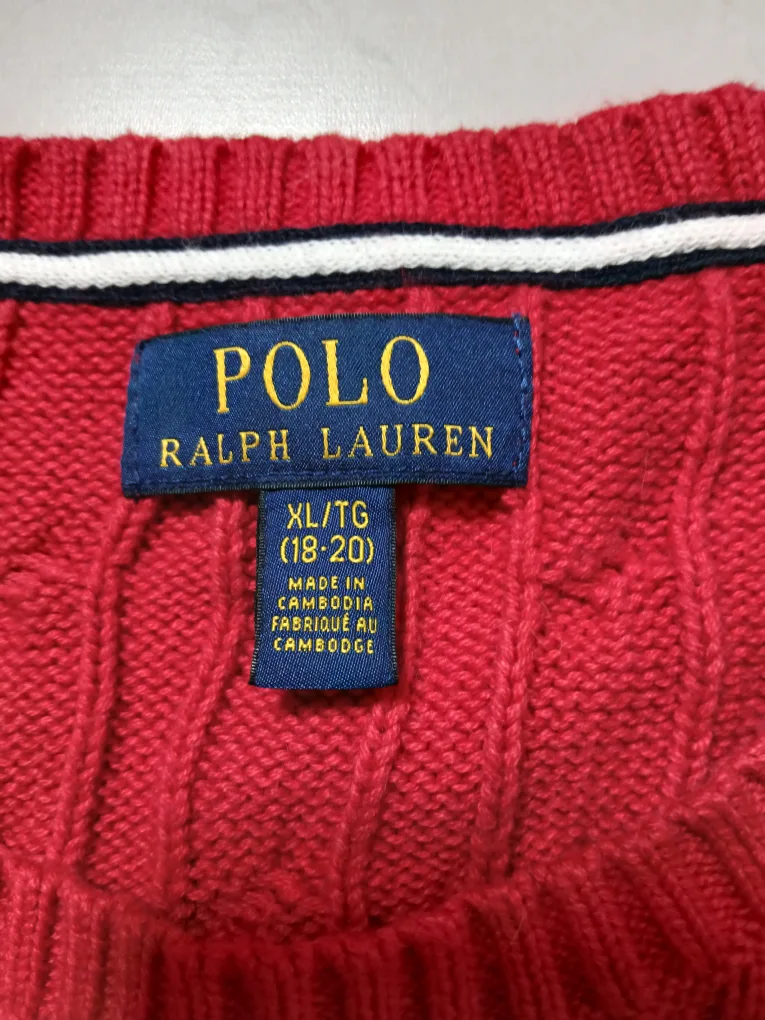 POLO
RALPH LAUREN
XL/TG
(18-20)
MADE IN
CAMBODIA
FABRIQUÉ AU
CAMBODGE